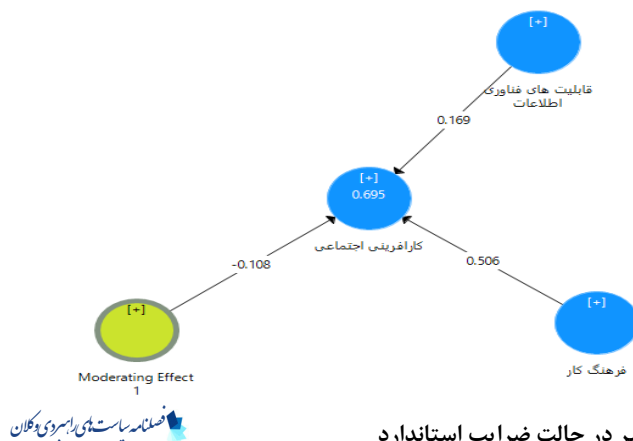 [+]
قابلیت های فناوری
اطلاعات
0.169
[+]
0.695
کارافرینی اجتماعی
-0.108
0.506
[+]
[+]
فرهنگ کار
Moderating Effect
1
فصلنامه سیاست‌های راهبردی و کلان
در حالت ضرایب استاندارد